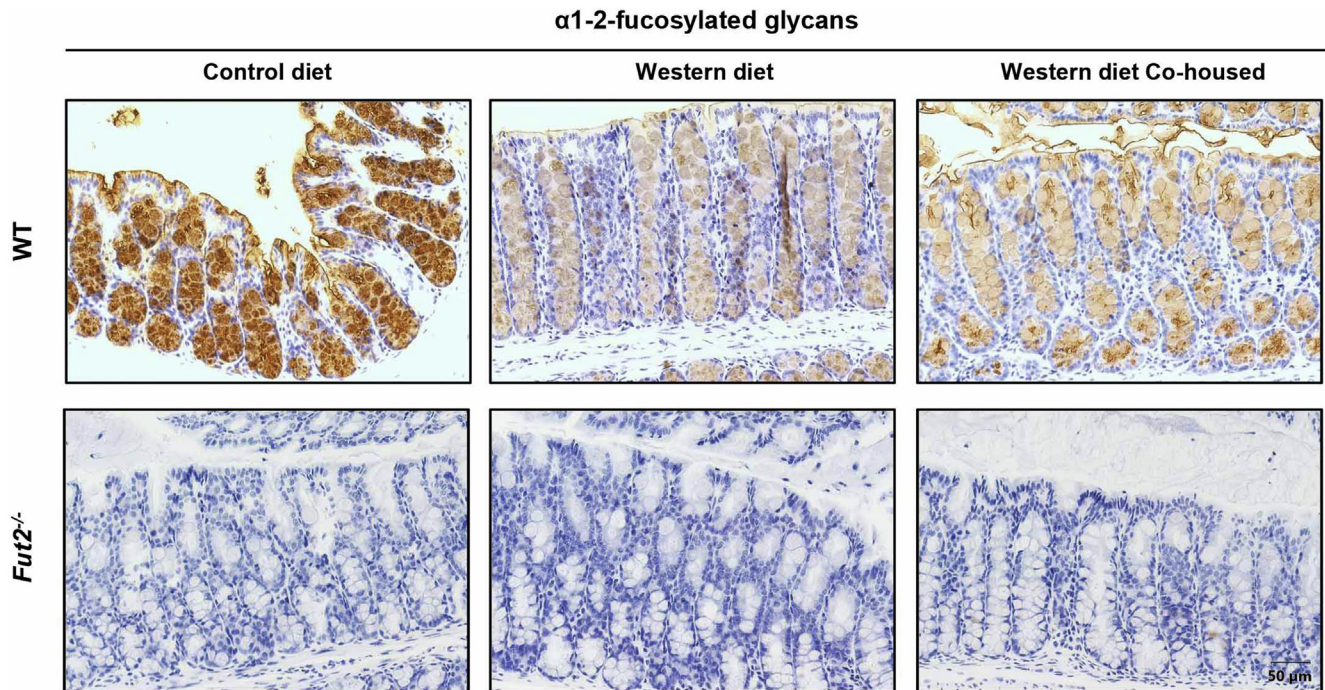 α1-2-fucosylated glycans
Control diet
Western diet
Western diet Co-housed
WT
Fut2-/-
50 µm